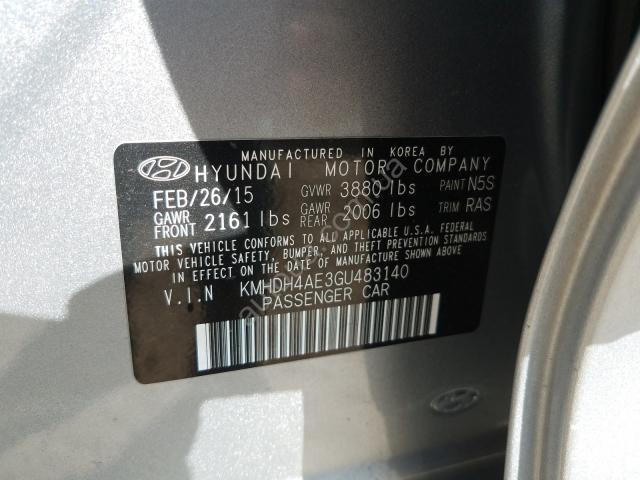 MANUFACTURED IN KOREA BY
HYUNDAI MOTOR COMPANY
FEB/26/15 GVWR 3880 lbs PAINT N5S
GAWR FRONT 2161 lbs GAWR REAR 2006 lbs TRIM RAS
THIS VEHICLE CONFORMS TO ALL APPLICABLE U.S.A. FEDERAL
MOTOR VEHICLE SAFETY, BUMPER, AND THEFT PREVENTION STANDARDS
IN EFFECT ON THE DATE OF MANUFACTURE SHOWN ABOVE.
V.I.N KMHDH4AE3GU483140
PASSENGER CAR